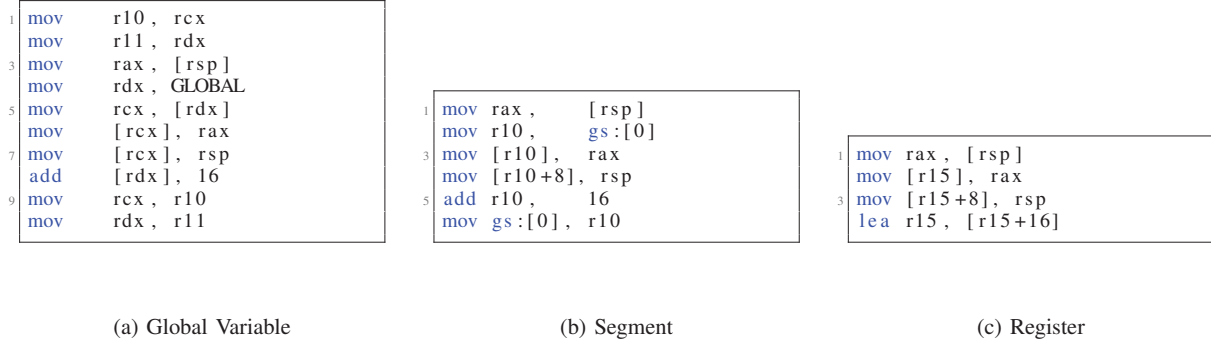 1 mov r10, rcx
mov r11, rdx
3 mov rax, [rsp]
mov rdx, GLOBAL
5 mov rcx, [rdx]
mov [rcx], rax
7 mov [rcx], rsp
add [rdx], 16
9 mov rcx, r10
mov rdx, r11
(a) Global Variable
1 mov rax, [rsp]
mov r10, gs:[0]
3 mov [r10], rax
mov [r10+8], rsp
5 add r10, 16
mov gs:[0], r10
(b) Segment
1 mov rax, [rsp]
mov [r15], rax
3 mov [r15+8], rsp
lea r15, [r15+16]
(c) Register